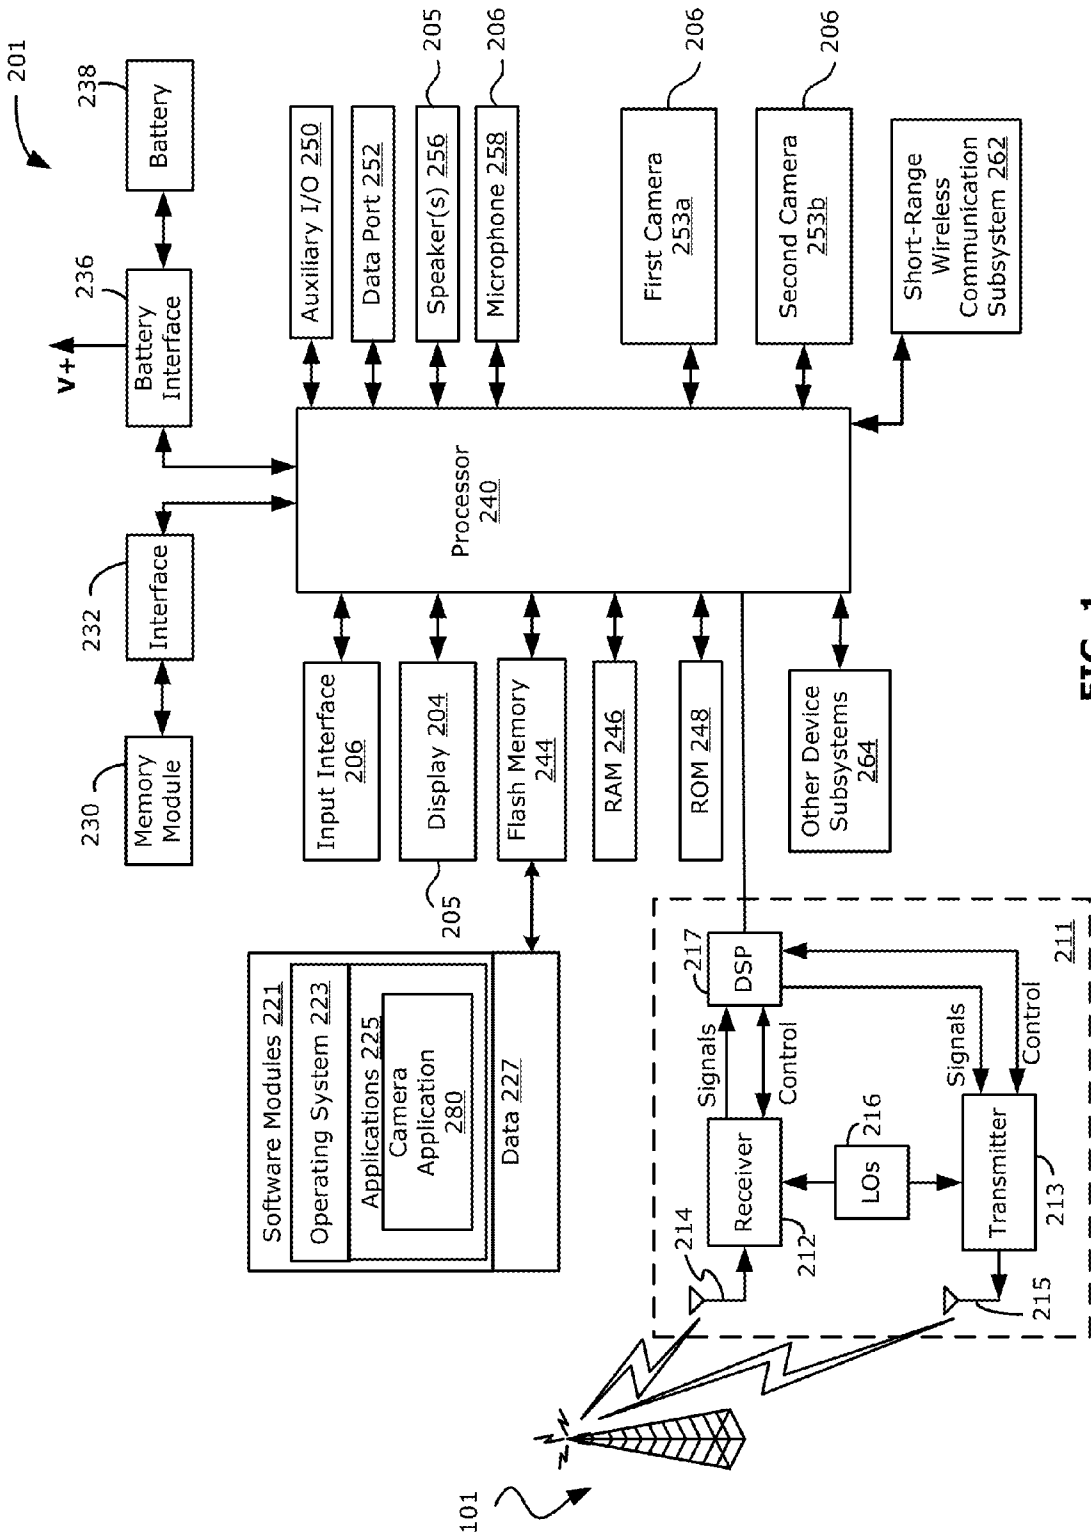 201
230
Memory
Module
232
Interface
V+
236
Battery
Interface
238
Battery
Software Modules 221
Operating System 223
Applications 225
Camera
Application
280
Data 227
Input Interface
206
Display 204
205
Flash Memory
244
RAM 246
ROM 248
Other Device
Subsystems
264
Processor
240
Auxiliary I/O 250
Data Port 252
Speaker(s) 256
205
Microphone 258
206
First Camera
253a
206
Second Camera
253b
206
Short-Range
Wireless
Communication
Subsystem 262
101
214
Receiver
212
Signals
Control
217
DSP
211
LOs
216
Signals
Control
Transmitter
213
215